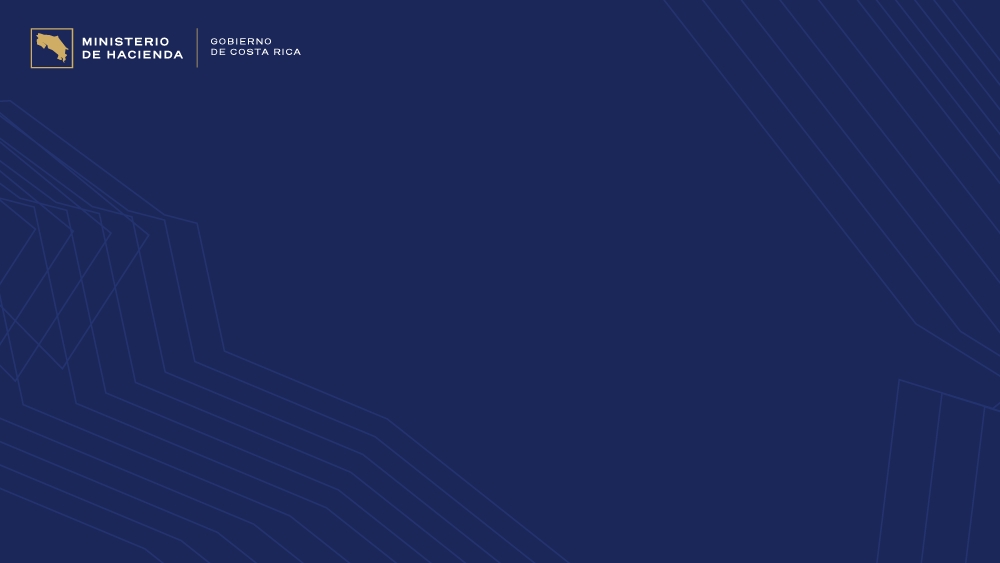 MINISTERIO
DE HACIENDA
GOBIERNO
DE COSTA RICA